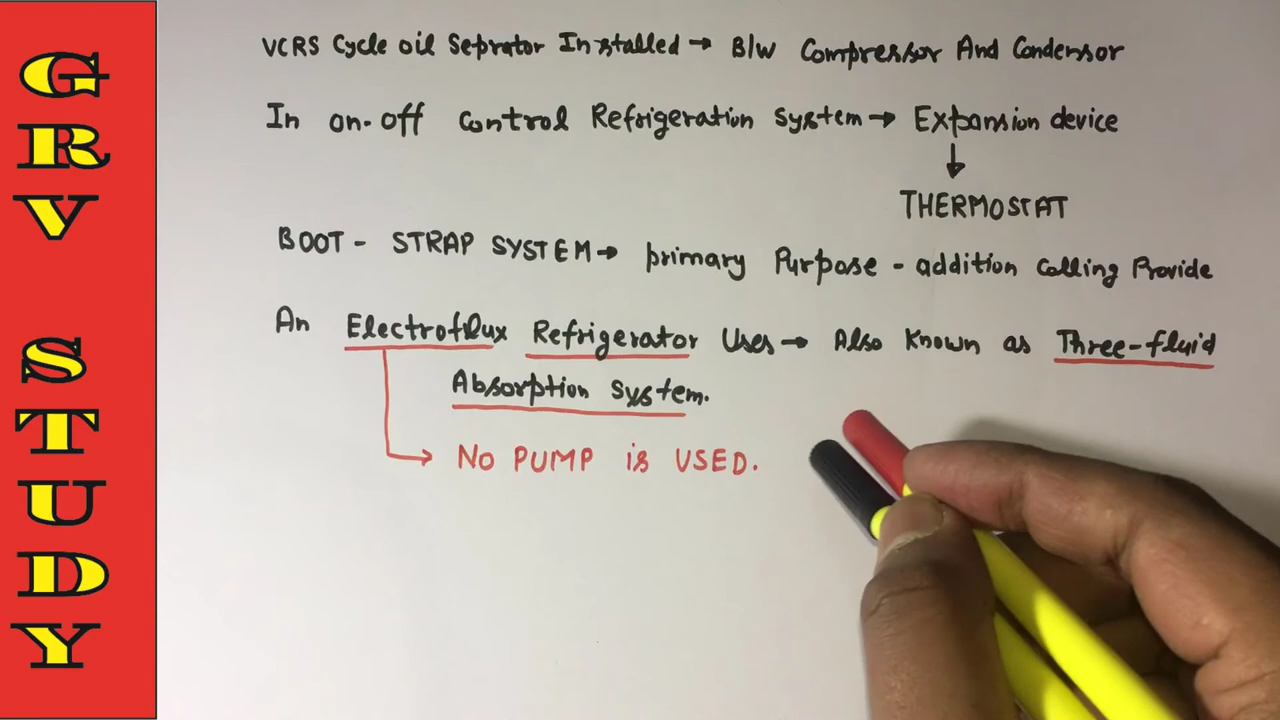 GRV STUDY
VCRS Cycle oil Seprator Installed → B/w Compressor And Condensor
In on-off control Refrigeration System → Expansion device
↓
THERMOSTAT
BOOT - STRAP SYSTEM → primary Purpose - addition Colling Provide
An Electroflux Refrigerator Uses → Also Known as Three-fluid
Absorption System.
→ NO PUMP is USED.